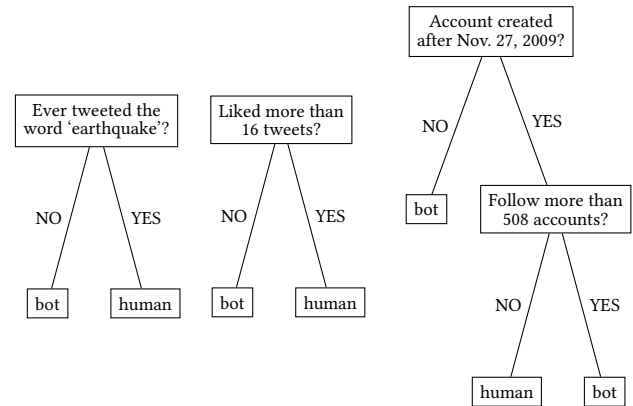 Ever tweeted the
word ‘earthquake’?
NO
YES
bot
human
Liked more than
16 tweets?
NO
YES
bot
human
Account created
after Nov. 27, 2009?
NO
YES
bot
Follow more than
508 accounts?
NO
YES
human
bot